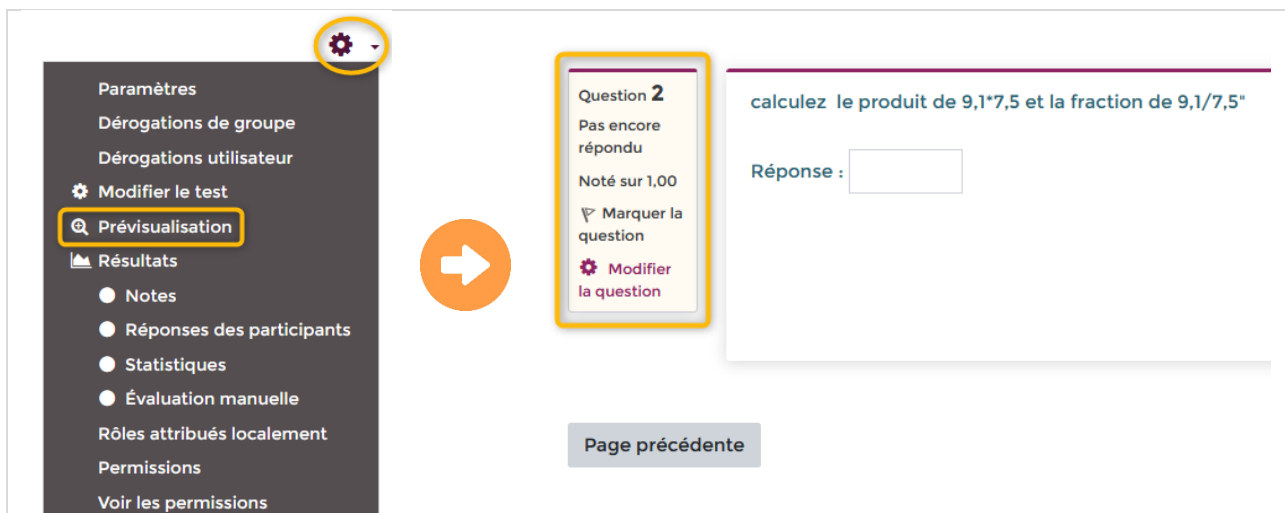 Paramètres
Dérogations de groupe
Dérogations utilisateur
Modifier le test
Prévisualisation
Résultats
Notes
Réponses des participants
Statistiques
Évaluation manuelle
Rôles attribués localement
Permissions
Voir les permissions
Question 2
Pas encore
répondu
Noté sur 1,00
Marquer la
question
Modifier
la question
calculez le produit de 9,1*7,5 et la fraction de 9,1/7,5"
Réponse :
Page précédente